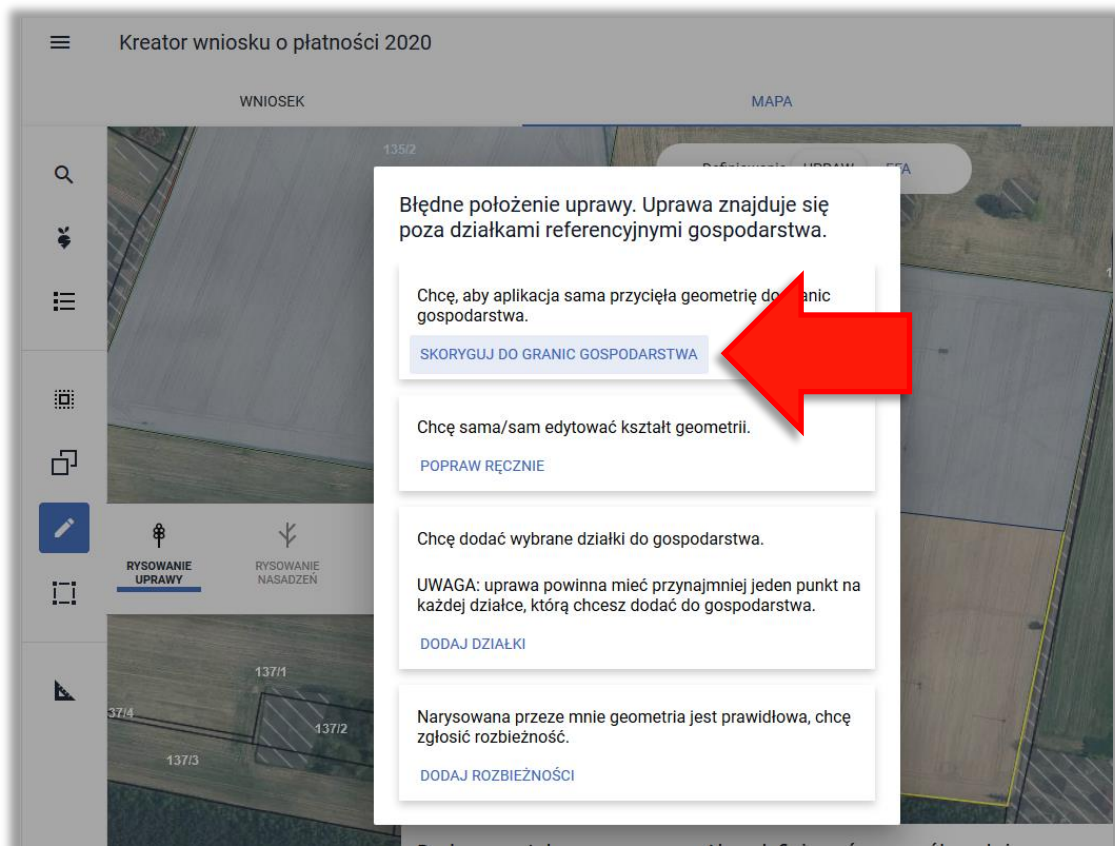 Kreator wniosku o płatności 2020
WNIOSEK
MAPA
135/2
UPRAW
Błędne położenie uprawy. Uprawa znajduje się
poza działkami referencyjnymi gospodarstwa.
Chcę, aby aplikacja sama przycięła geometrię do
gospodarstwa.
SKORYGUJ DO GRANIC GOSPODARSTWA
Chcę sama/sam edytować kształt geometrii.
POPRAW RĘCZNIE
RYSOWANIE
UPRAWY
RYSOWANIE
NASADZEŃ
Chcę dodać wybrane działki do gospodarstwa.
UWAGA: uprawa powinna mieć przynajmniej jeden punkt na
każdej działce, którą chcesz dodać do gospodarstwa.
DODAJ DZIAŁKI
137/1
37/4
137/2
137/3
Narysowana przeze mnie geometria jest prawidłowa, chcę
zgłosić rozbieżność.
DODAJ ROZBIEŻNOŚCI